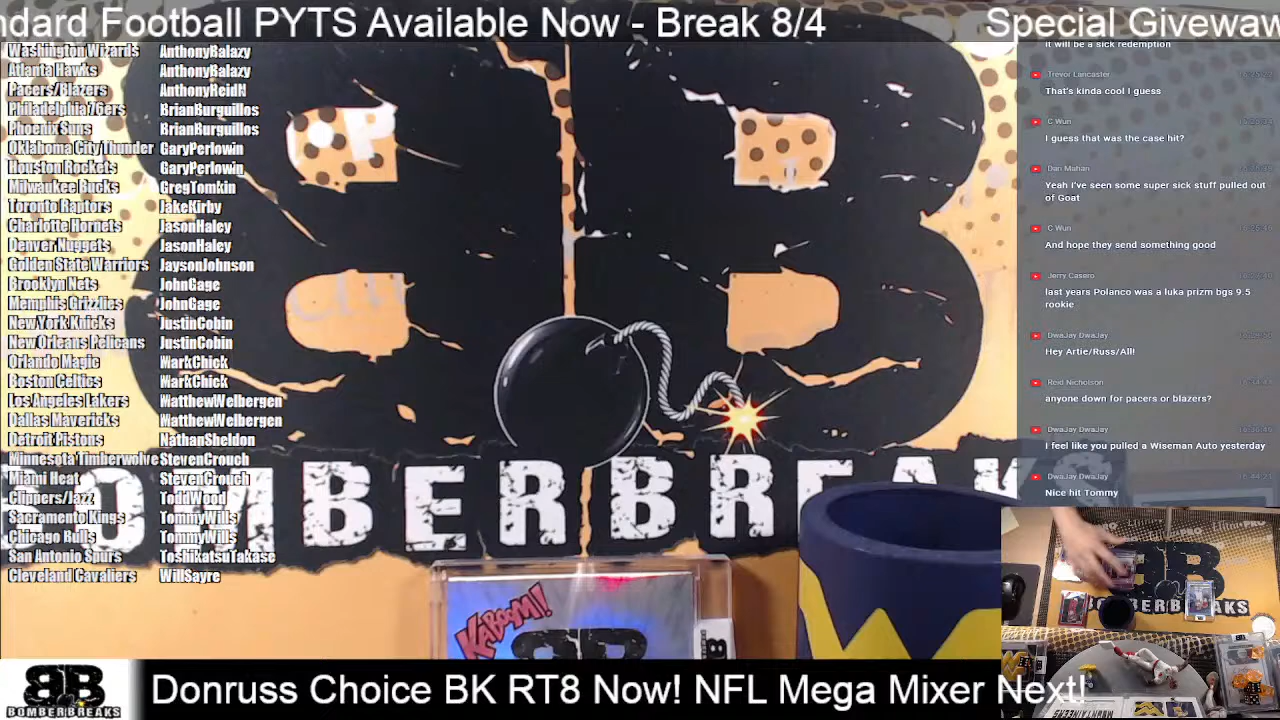 ndard Football PYTS Available Now - Break 8/4 Special Givewaw
Washington Wizards AnthonyBalazy
Atlanta Hawks AnthonyBalazy
Pacers/Blazers AnthonyReidN
Philadelphia 76ers BrianBurguillos
Phoenix Suns BrianBurguillos
Oklahoma City Thunder GaryPerlowin
Houston Rockets GaryPerlowin
Milwaukee Bucks GregTomkin
Toronto Raptors JakeKirby
Charlotte Hornets JasonHaley
Denver Nuggets JasonHaley
Golden State Warriors JaysonJohnson
Brooklyn Nets JohnGage
Memphis Grizzlies JohnGage
New York Knicks JustinCobin
New Orleans Pelicans JustinCobin
Orlando Magic WarkChick
Boston Celtics WarkChick
Los Angeles Lakers MatthewWelbergen
Dallas Mavericks MatthewWelbergen
Detroit Pistons NathanSheldon
Minnesota Timberwolve StevenCrouch
Miami Heat StevenCrouch
Clippers/Jazz ToddWood
Sacramento Kings TommyWills
Chicago Bulls TommyWills
San Antonio Spurs ToshikatsuTakase
Cleveland Cavaliers WillSayre
it will be a sick redemption
Trevor Lancaster
That's kinda cool I guess
C Wun
I guess that was the case hit?
Dan Mahan
Yeah I've seen some super sick stuff pulled out
of Goat
C Wun
And hope they send something good
Jerry Casero
last years Polanco was a luka prizm bgs 9.5
rookie
DwaJay DwaJay
Hey Artie/Russ/All!
Reid Nicholson
anyone down for pacers or blazers?
DwaJay DwaJay
I feel like you pulled a Wiseman Auto yesterday
DwaJay DwaJay
Nice hit Tommy
BOMBERBREAKS
KABOOM!
BOMBERBREAKS
BB
BOMBERBREAKS
Donruss Choice BK RT8 Now! NFL Mega Mixer Next!